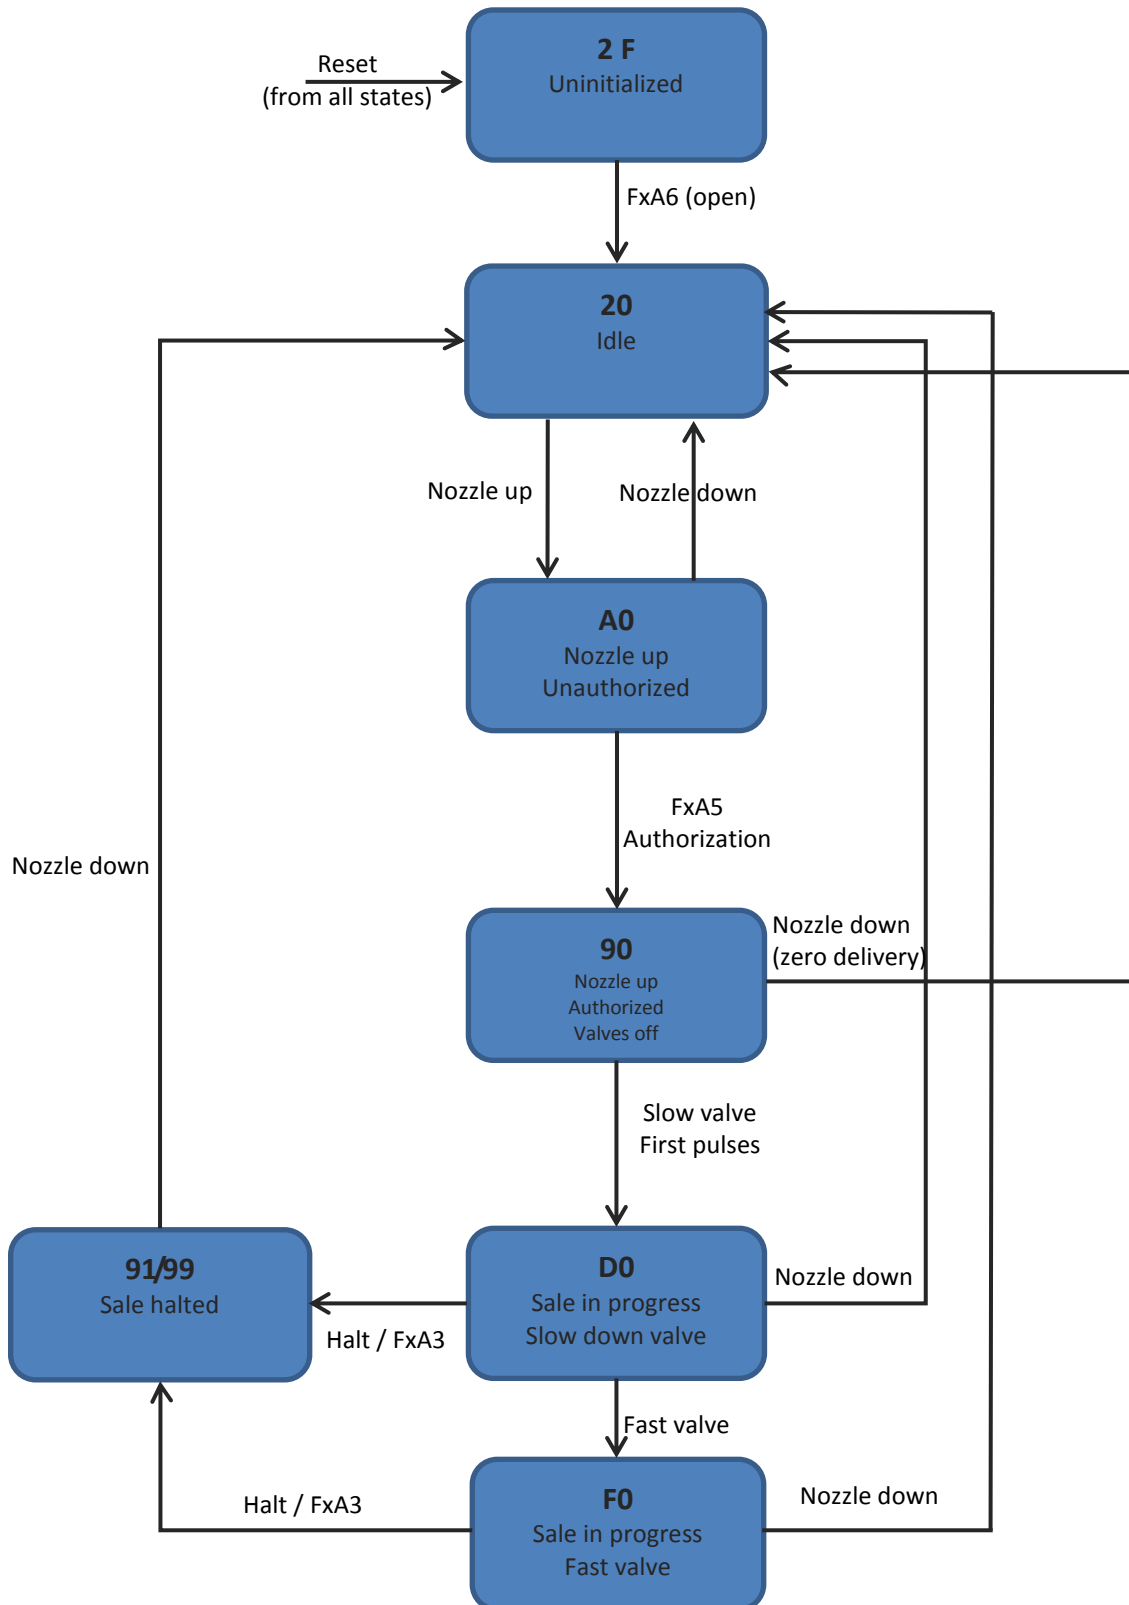 2 F
Uninitialized
Reset
(from all states)
FxA6 (open)
20
Idle
Nozzle up
Nozzle down
A0
Nozzle up
Unauthorized
FxA5
Authorization
Nozzle down
90
Nozzle up
Authorized
Valves off
Nozzle down
(zero delivery)
Slow valve
First pulses
91/99
Sale halted
D0
Sale in progress
Slow down valve
Nozzle down
Halt / FxA3
Fast valve
Halt / FxA3
F0
Sale in progress
Fast valve
Nozzle down